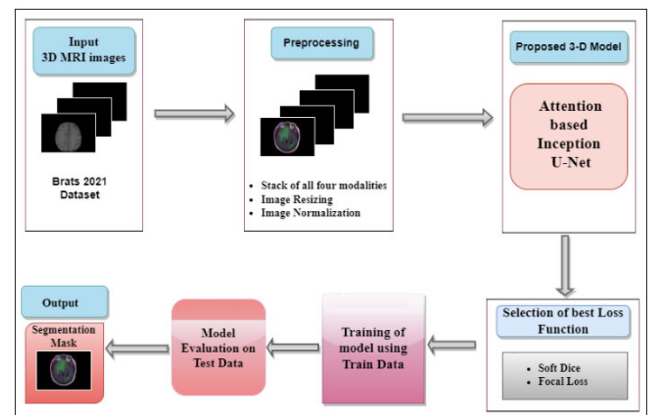 Input
3D MRI images
Brats 2021
Dataset
Preprocessing
• Stack of all four modalities
• Image Resizing
• Image Normalization
Proposed 3-D Model
Attention
based
Inception
U-Net
Selection of best Loss
Function
• Soft Dice
• Focal Loss
Training of
model using
Train Data
Model
Evaluation on
Test Data
Output
Segmentation
Mask